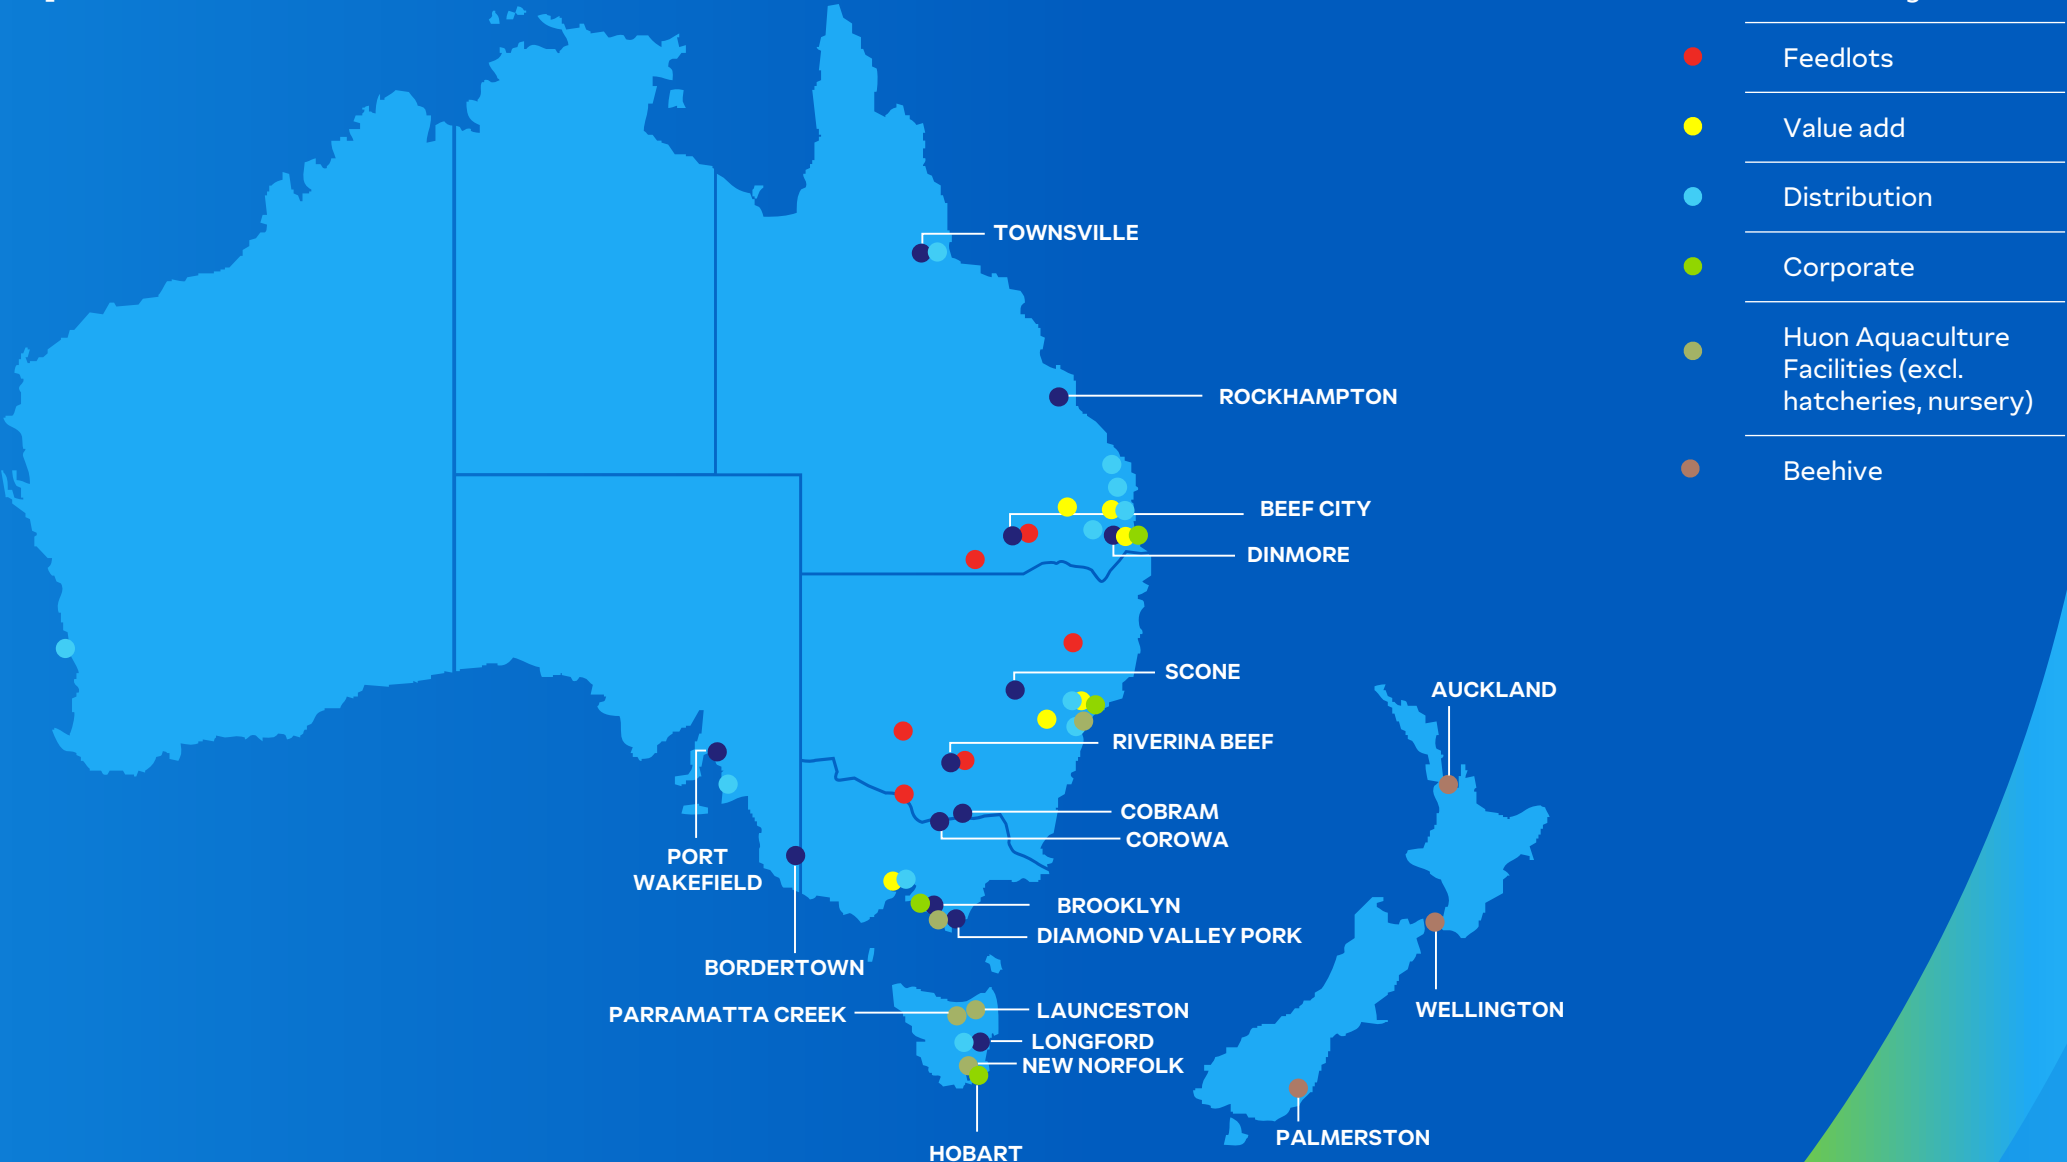 Feedlots
Value add
Distribution
Corporate
Huon Aquaculture
Facilities (excl.
hatcheries, nursery)
Beehive
TOWNSVILLE
ROCKHAMPTON
BEEF CITY
DINMORE
SCONE
AUCKLAND
RIVERINA BEEF
COBRAM
COROWA
PORT
WAKEFIELD
BROOKLYN
DIAMOND VALLEY PORK
BORDERTOWN
PARRAMATTA CREEK
LAUNCESTON
WELLINGTON
LONGFORD
NEW NORFOLK
PALMERSTON
HOBART